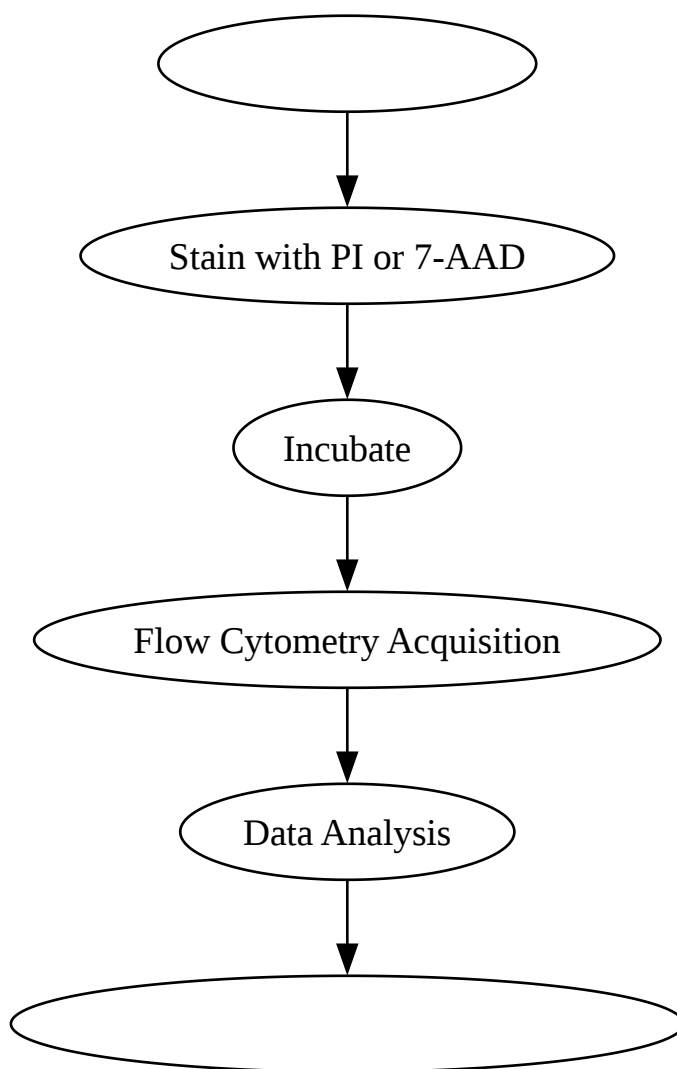 Stain with PI or 7-AAD
Incubate
Flow Cytometry Acquisition
Data Analysis